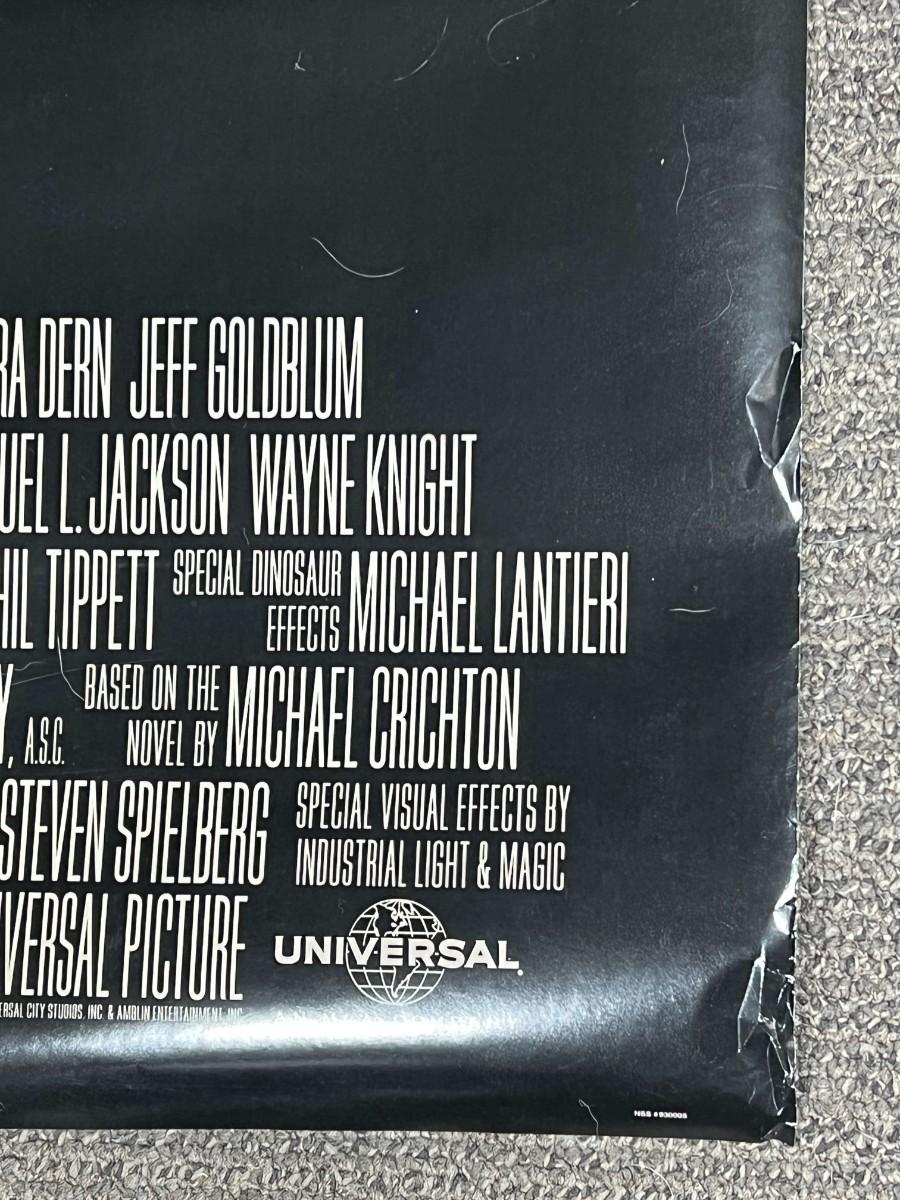 RA DERN JEFF GOLDBLUM
UEL L. JACKSON WAYNE KNIGHT
HIL TIPPETT SPECIAL DINOSAUR EFFECTS MICHAEL LANTIERI
Y, A.S.C. BASED ON THE NOVEL BY MICHAEL CRICHTON
STEVEN SPIELBERG SPECIAL VISUAL EFFECTS BY INDUSTRIAL LIGHT & MAGIC
VERSAL PICTURE UNIVERSAL
ERSAL CITY STUDIOS, INC. & AMBLIN ENTERTAINMENT, INC.
NSS #930005